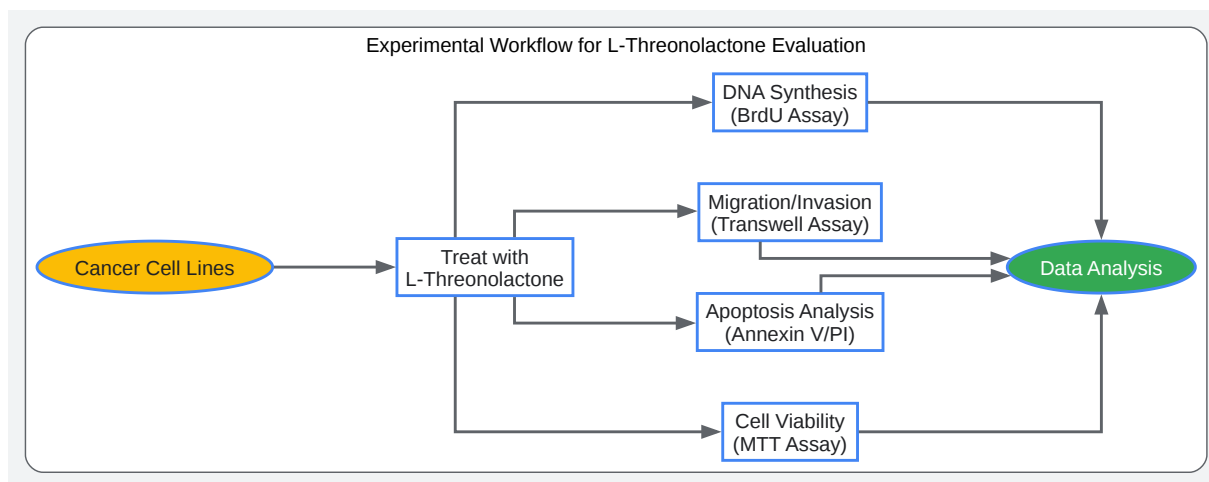 Experimental Workflow for L-Threonolactone Evaluation
Cancer Cell Lines
Treat with
L-Threonolactone
DNA Synthesis
(BrdU Assay)
Migration/Invasion
(Transwell Assay)
Apoptosis Analysis
(Annexin V/PI)
Cell Viability
(MTT Assay)
Data Analysis